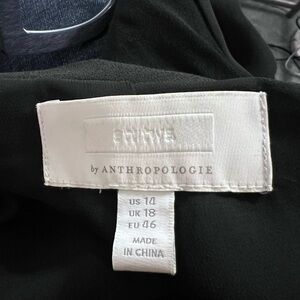 by ANTHROPOLOGIE
US 14
UK 18
EU 46
MADE
IN CHINA